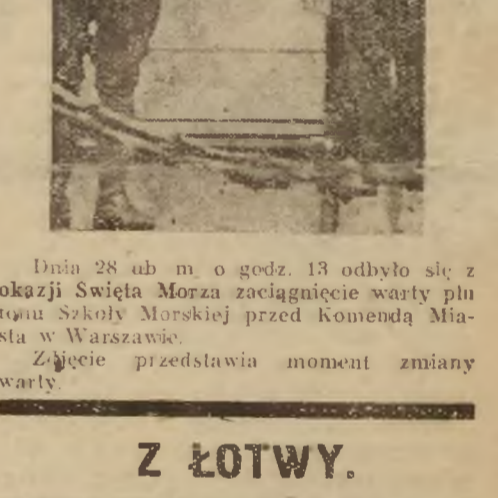 Dnia 28 ub m. o godz. 13 odbyło się z
okazji Święta Morza zaciągnięcie warty plu
tonu Szkoły Morskiej przed Komendą Mia-
sta w Warszawie.
Zdjęcie przedstawia moment zmiany
warty.
Z ŁOTWY.